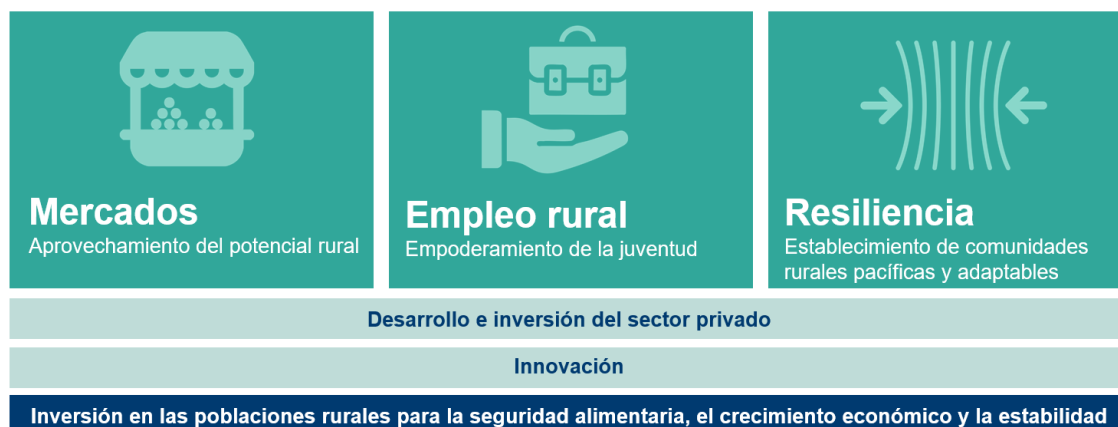 Mercados
Aprovechamiento del potencial rural
Empleo rural
Empoderamiento de la juventud
Resiliencia
Establecimiento de comunidades
rurales pacíficas y adaptables
Desarrollo e inversión del sector privado
Innovación
Inversión en las poblaciones rurales para la seguridad alimentaria, el crecimiento económico y la estabilidad